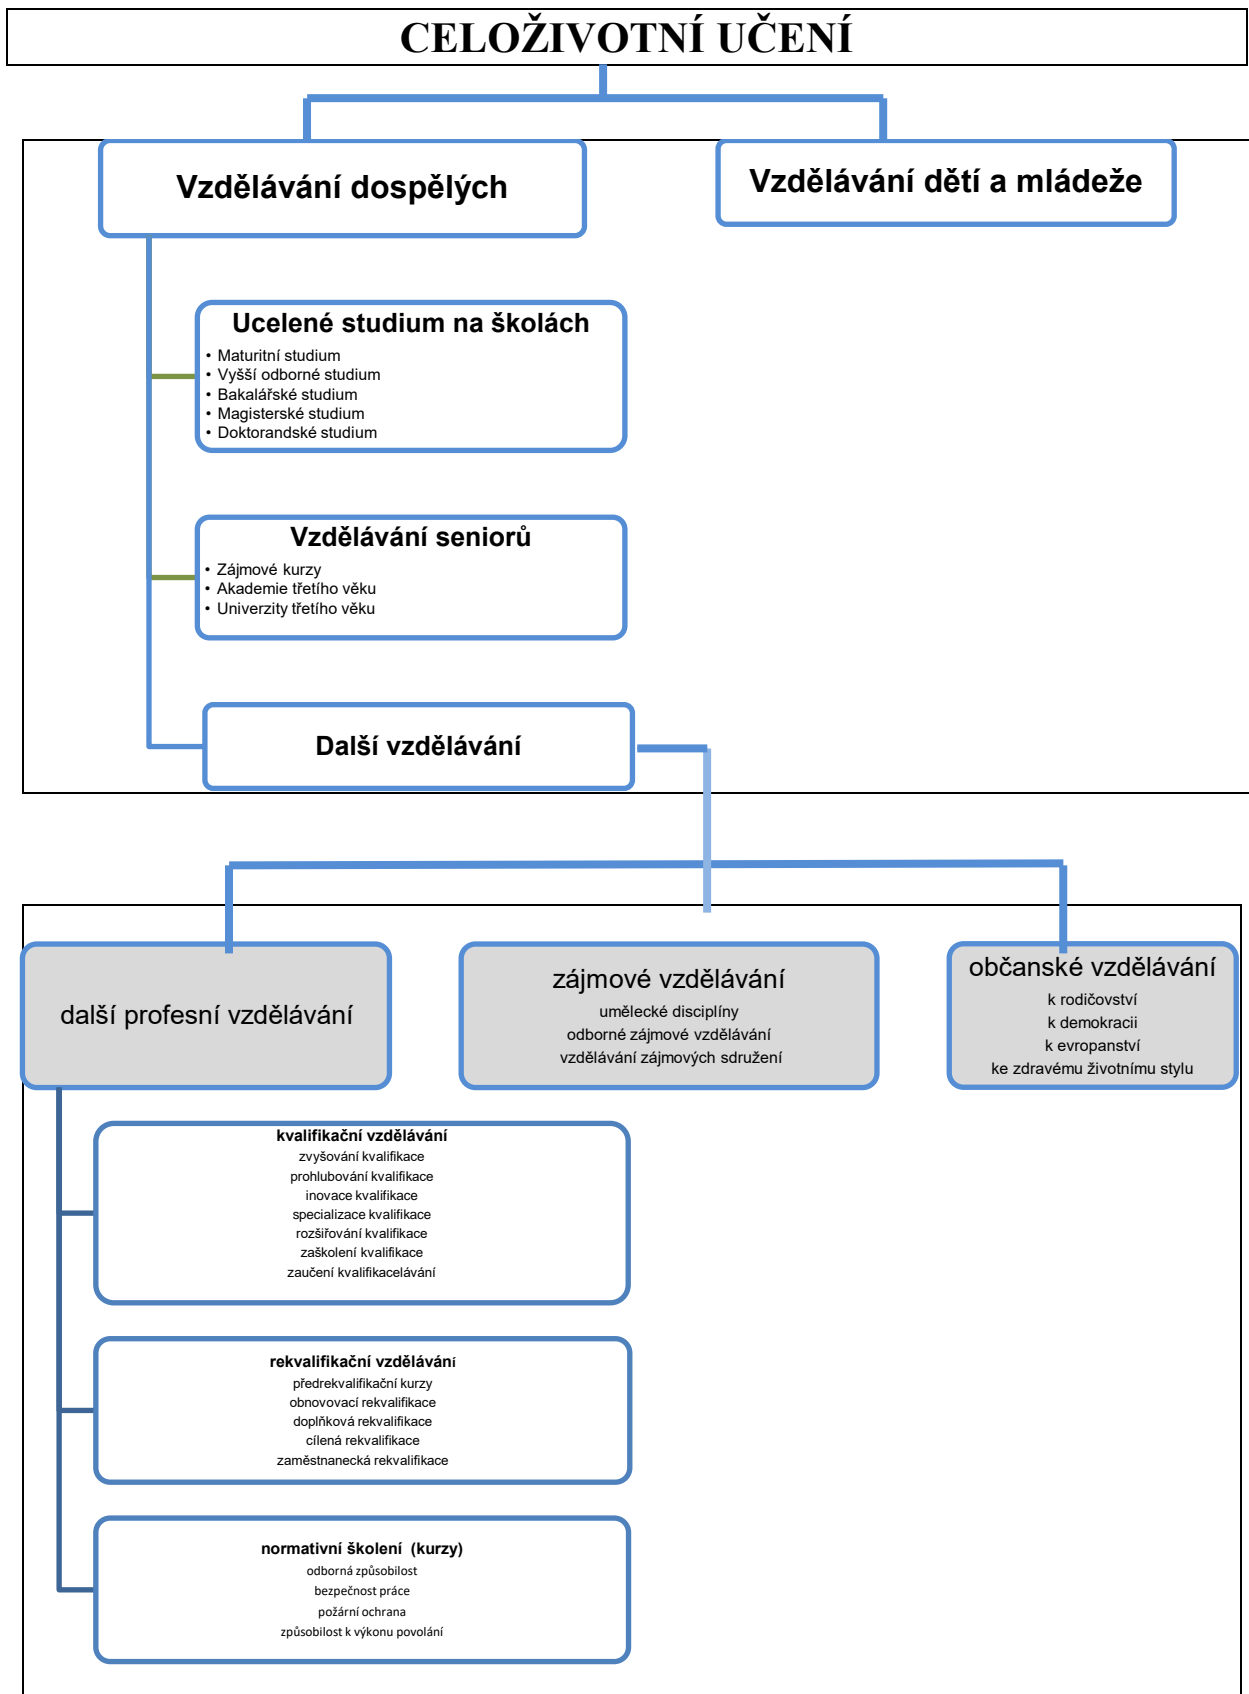 CELOŽIVOTNÍ UČENÍ
Vzdělávání dospělých
Vzdělávání dětí a mládeže
Ucelené studium na školách
• Maturitní studium
• Vyšší odborné studium
• Bakalářské studium
• Magisterské studium
• Doktorandské studium
Vzdělávání seniorů
• Zájmové kurzy
• Akademie třetího věku
• Univerzity třetího věku
Další vzdělávání
další profesní vzdělávání
zájmové vzdělávání
umělecké disciplíny
odborné zájmové vzdělávání
vzdělávání zájmových sdružení
občanské vzdělávání
k rodičovství
k demokracii
k evropanství
ke zdravému životnímu stylu
kvalifikační vzdělávání
zvyšování kvalifikace
prohlubování kvalifikace
inovace kvalifikace
specializace kvalifikace
rozšiřování kvalifikace
zaškolení kvalifikace
zaučení kvalifikacelávání
rekvalifikační vzdělávání
předrekvalifikační kurzy
obnovovací rekvalifikace
doplňková rekvalifikace
cílená rekvalifikace
zaměstnanecká rekvalifikace
normativní školení (kurzy)
odborná způsobilost
bezpečnost práce
požární ochrana
způsobilost k výkonu povolání